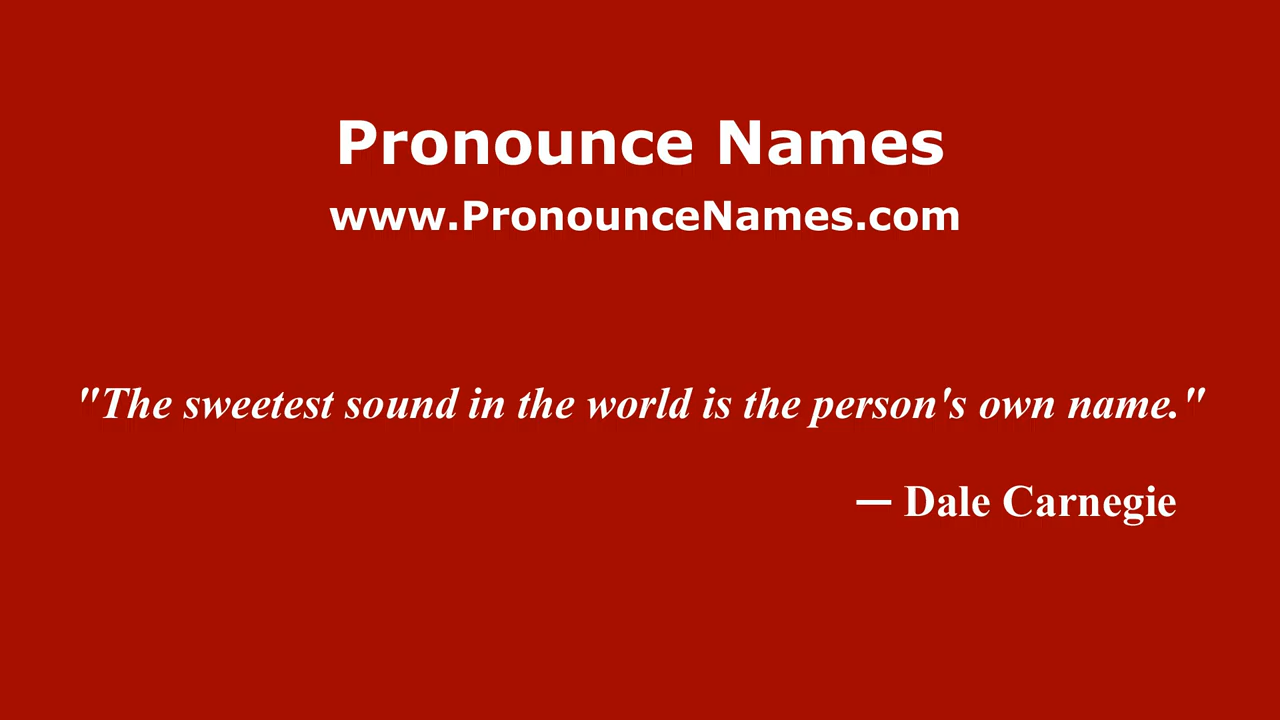 Pronounce Names
www.PronounceNames.com
"The sweetest sound in the world is the person's own name."
— Dale Carnegie